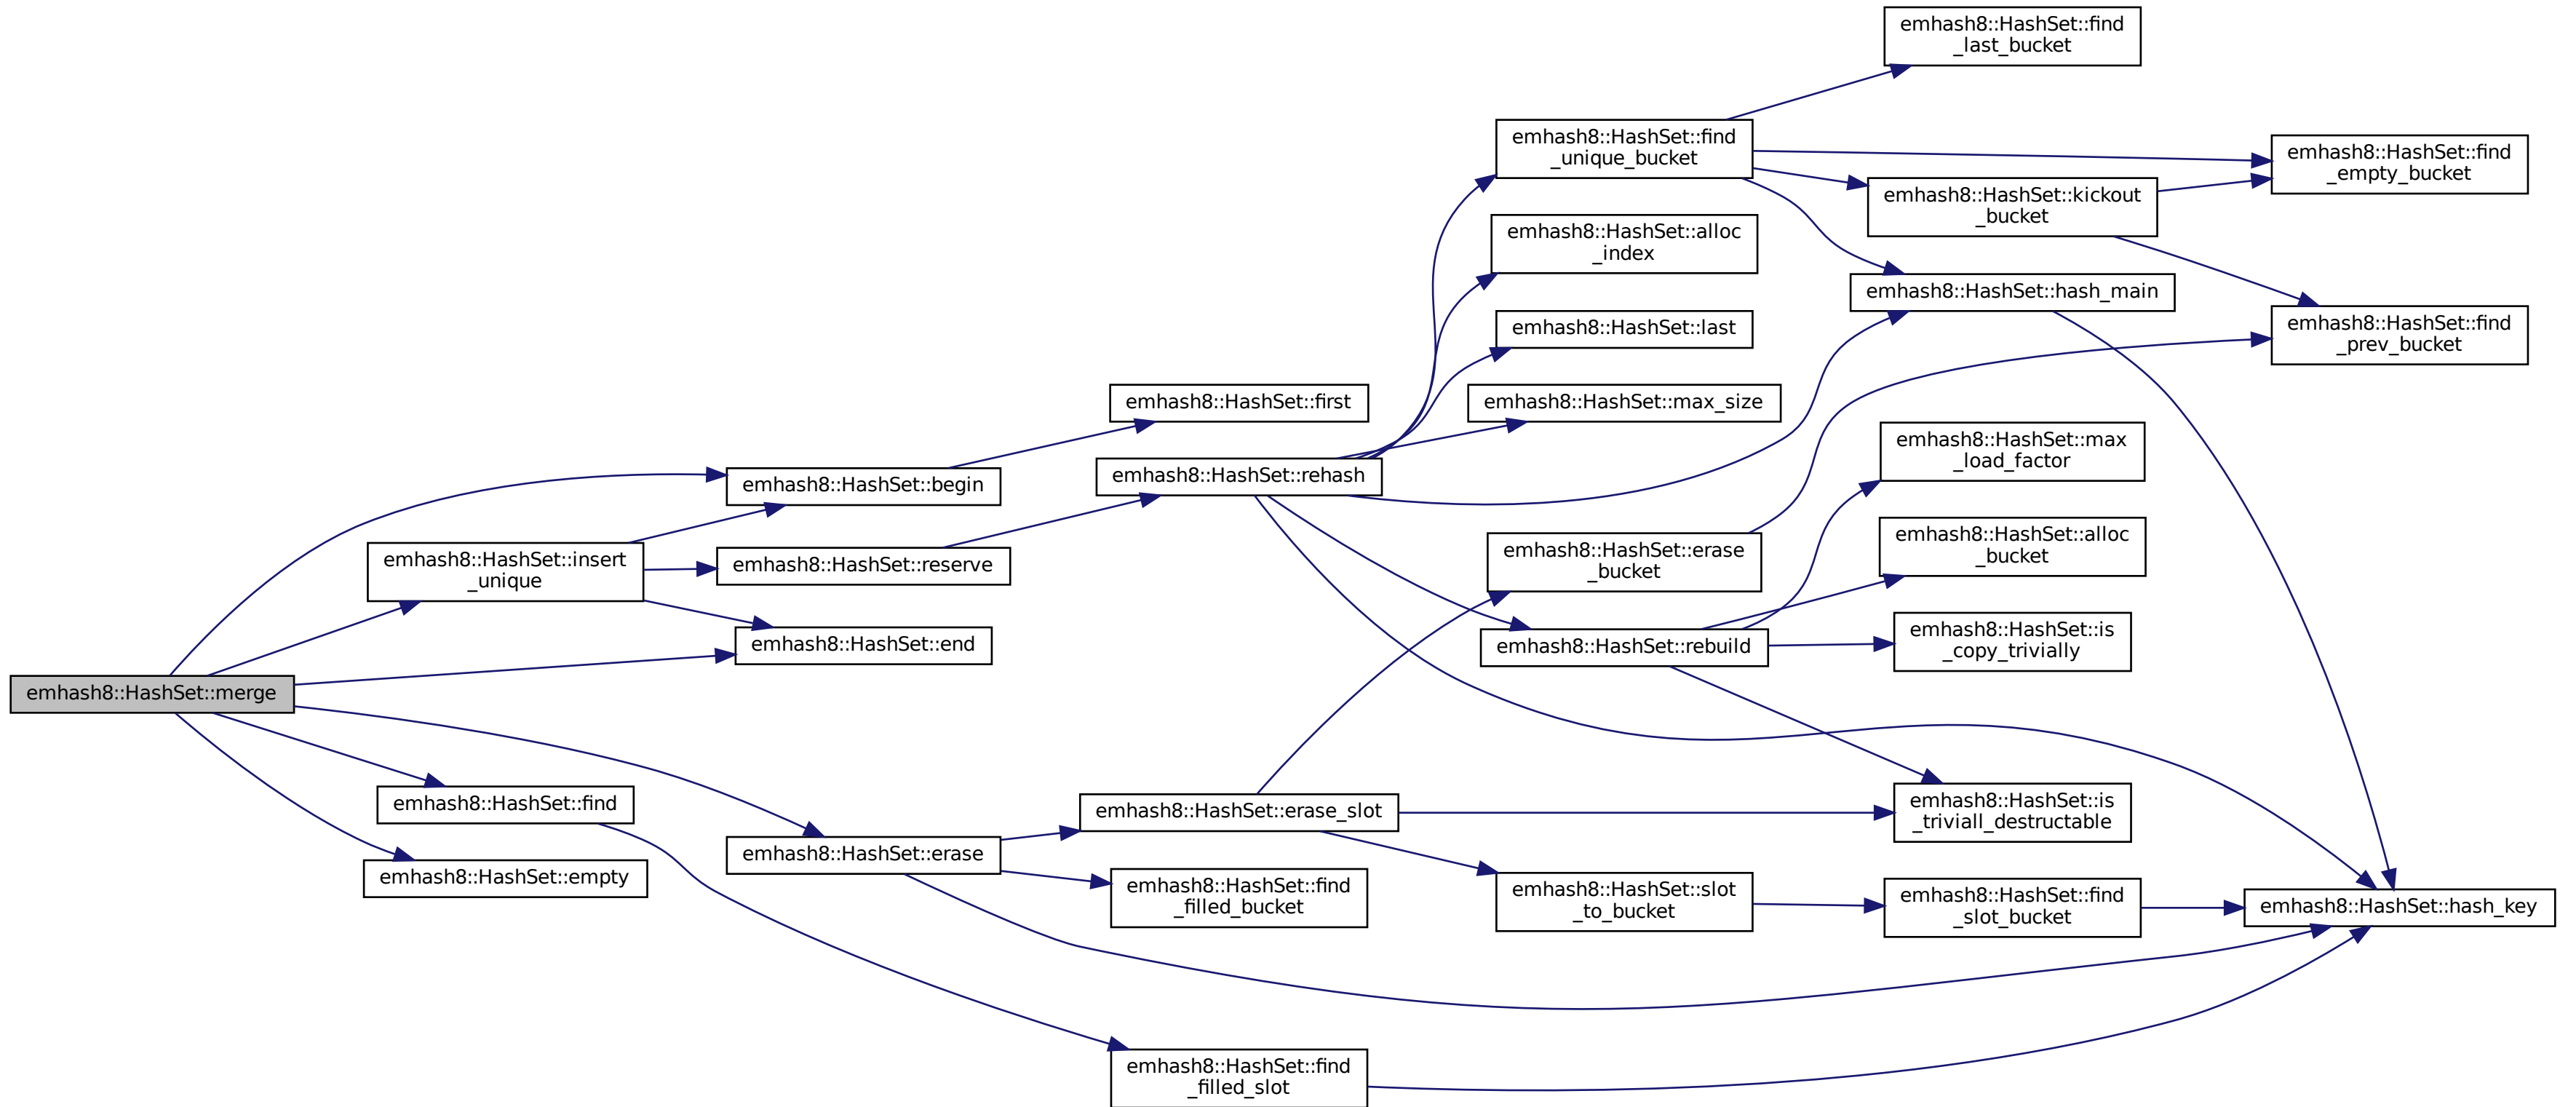 emhash8::HashSet::find
_last_bucket
emhash8::HashSet::find
_unique_bucket
emhash8::HashSet::find
_empty_bucket
emhash8::HashSet::kickout
_bucket
emhash8::HashSet::alloc
_index
emhash8::HashSet::hash_main
emhash8::HashSet::last
emhash8::HashSet::find
_prev_bucket
emhash8::HashSet::first
emhash8::HashSet::max_size
emhash8::HashSet::max
_load_factor
emhash8::HashSet::begin
emhash8::HashSet::rehash
emhash8::HashSet::insert
_unique
emhash8::HashSet::reserve
emhash8::HashSet::erase
_bucket
emhash8::HashSet::alloc
_bucket
emhash8::HashSet::end
emhash8::HashSet::rebuild
emhash8::HashSet::is
_copy_trivially
emhash8::HashSet::merge
emhash8::HashSet::find
emhash8::HashSet::erase_slot
emhash8::HashSet::is
_triviall_destructable
emhash8::HashSet::erase
emhash8::HashSet::empty
emhash8::HashSet::find
_filled_bucket
emhash8::HashSet::slot
_to_bucket
emhash8::HashSet::find
_slot_bucket
emhash8::HashSet::hash_key
emhash8::HashSet::find
_filled_slot